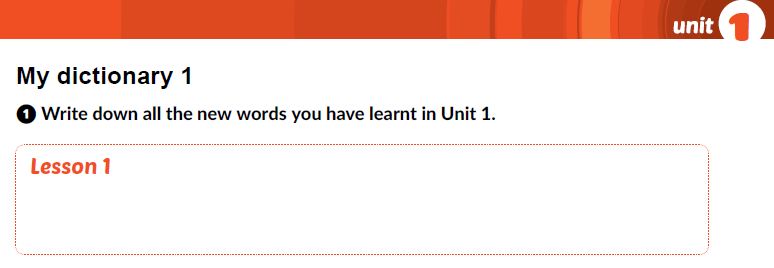 unit 1
My dictionary 1
1 Write down all the new words you have learnt in Unit 1.
Lesson 1